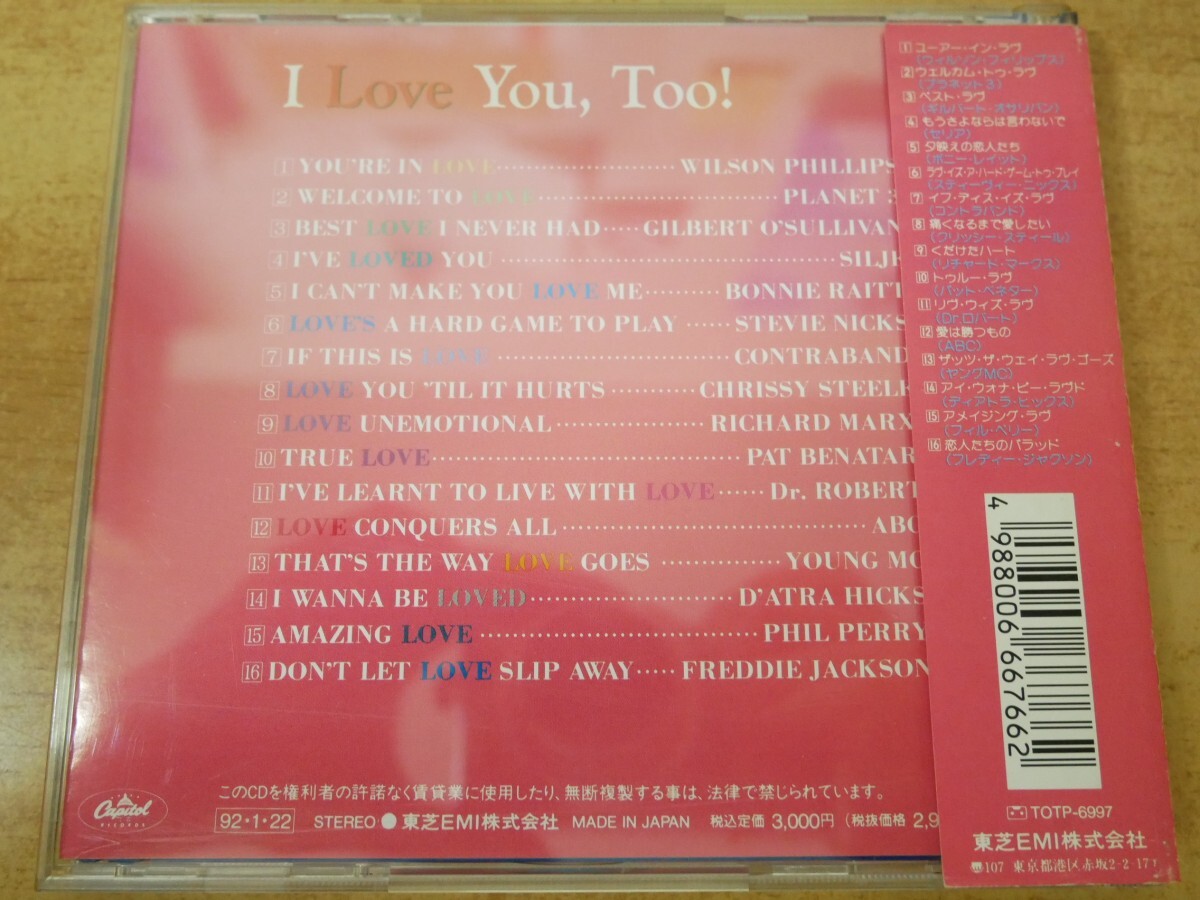 I Love You, Too!
1 YOU'RE IN LOVE………………… WILSON PHILLIPS
2 WELCOME TO LOVE………………… PLANET 3
3 BEST LOVE I NEVER HAD…… GILBERT O'SULLIVAN
4 I'VE LOVED YOU ………………… SILJE
5 I CAN'T MAKE YOU LOVE ME……… BONNIE RAITT
6 LOVE'S A HARD GAME TO PLAY …… STEVIE NICKS
7 IF THIS IS LOVE………………… CONTRABAND
8 LOVE YOU 'TIL IT HURTS ……… CHRISSY STEELE
9 LOVE UNEMOTIONAL ………… RICHARD MARX
10 TRUE LOVE………………… PAT BENATAR
11 I'VE LEARNT TO LIVE WITH LOVE…… Dr. ROBERT
12 LOVE CONQUERS ALL ………………… ABC
13 THAT'S THE WAY LOVE GOES ………… YOUNG MC
14 I WANNA BE LOVED………………… D'ATRA HICKS
15 AMAZING LOVE………………… PHIL PERRY
16 DON'T LET LOVE SLIP AWAY…… FREDDIE JACKSON
Capitol
RECORDS
このCDを権利者の許諾なく賃貸業に使用したり、無断複製する事は、法律で禁じられています。
92・1・22 STEREO ● 東芝EMI株式会社 MADE IN JAPAN 税込定価 3,000円 (税抜価格 2,9
1 ユーアー・イン・ラヴ
(ウィルソン・フィリップス)
2 ウェルカム・トゥ・ラヴ
(プラネット3)
3 ベスト・ラヴ
(ギルバート・オサリバン)
4 もうさよならは言わないで
(セリア)
5 夕映えの恋人たち
(ボニー・レイット)
6 ラヴ・イズ・ア・ハード・ゲーム・トゥ・プレイ
(スティーヴィー・ニックス)
7 イフ・ディス・イズ・ラヴ
(コントラバンド)
8 痛くなるまで愛したい
(クリッシー・スティール)
9 くだけたハート
(リチャード・マークス)
10 トゥルー・ラヴ
(パット・ベネター)
11 リヴ・ウィズ・ラヴ
(Dr.ロバート)
12 愛は勝つもの
(ABC)
13 ザッツ・ザ・ウェイ・ラヴ・ゴーズ
(ヤングMC)
14 アイ・ウォナ・ビー・ラヴド
(ディアトラ・ヒックス)
15 アメイジング・ラヴ
(フィル・ペリー)
16 恋人たちのバラッド
(フレディー・ジャクソン)
4 988006 667662
TOTP-6997
東芝EMI株式会社
〒107 東京都港区赤坂2-2-17